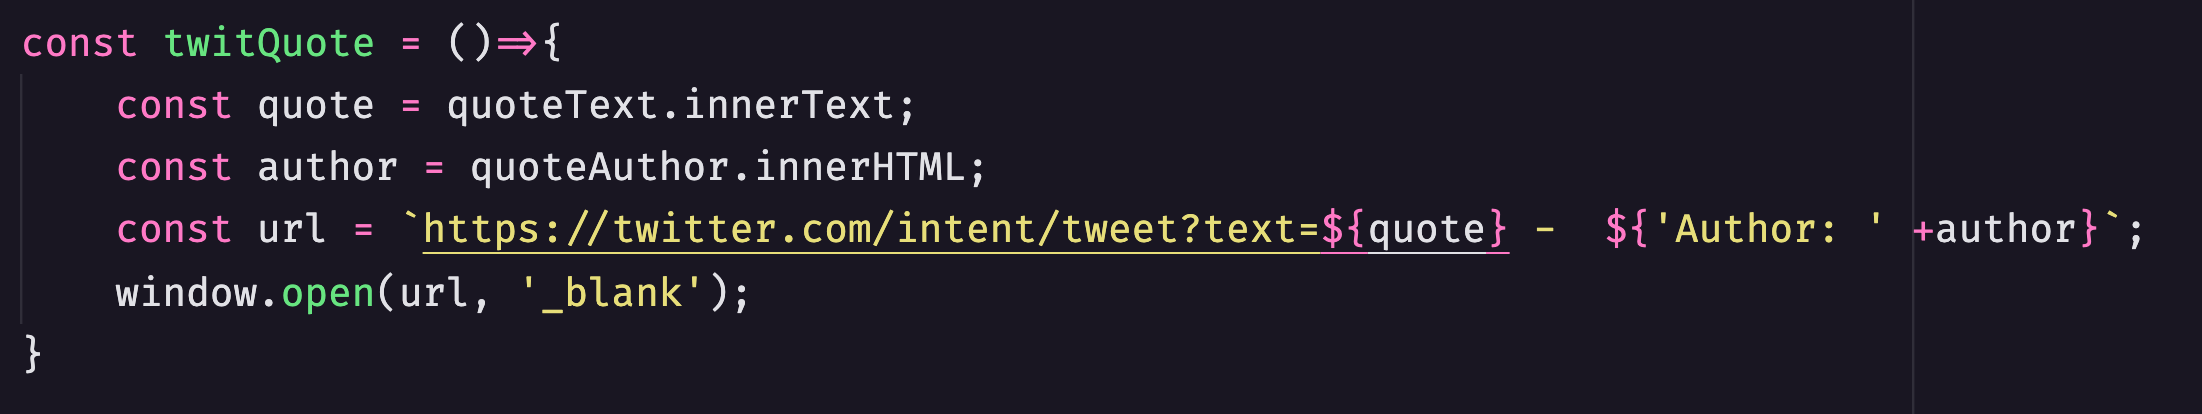 const twitQuote = ()=>{
    const quote = quoteText.innerText;
    const author = quoteAuthor.innerHTML;
    const url = `https://twitter.com/intent/tweet?text=${quote} -  ${'Author: ' +author}`;
    window.open(url, '_blank');
}